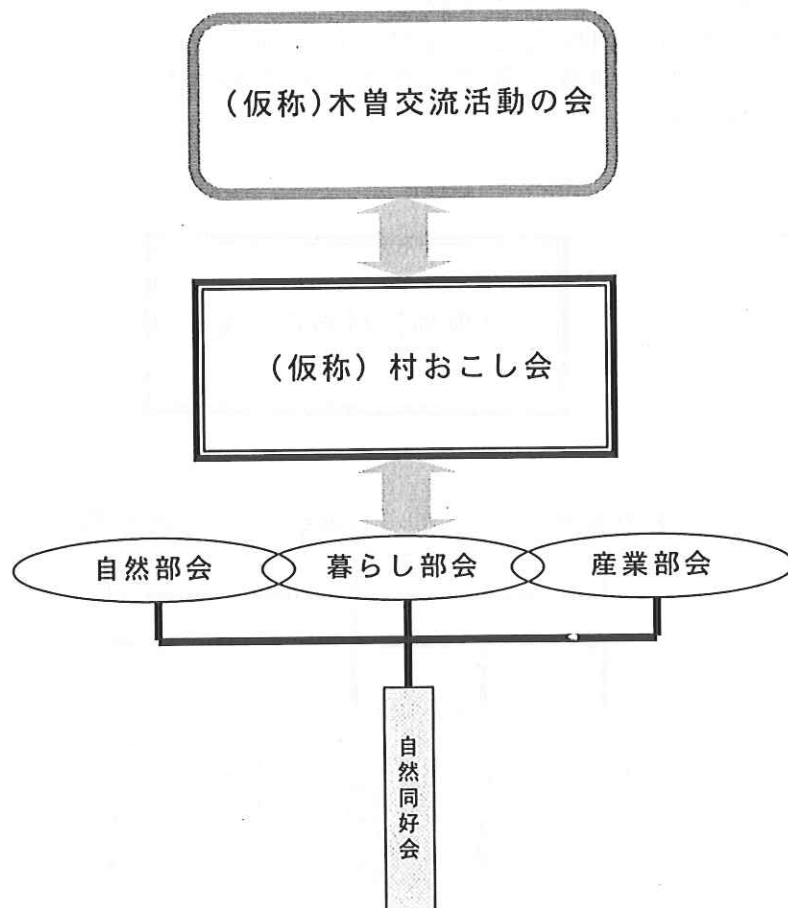 （仮称）木曽交流活動の会
（仮称）村おこし会
自然部会
暮らし部会
産業部会
自然同好会